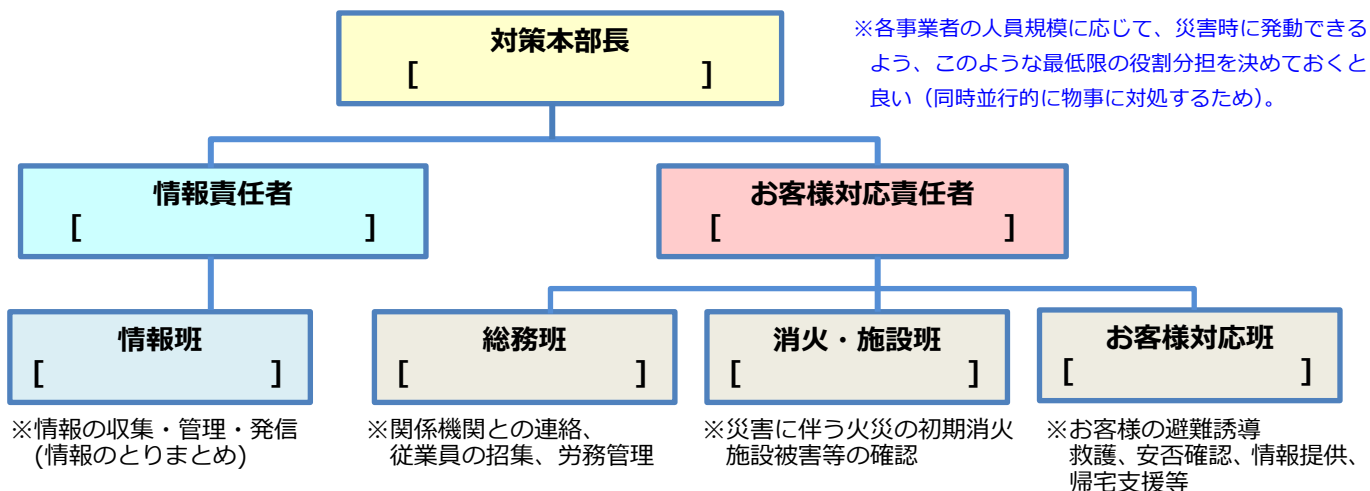 対策本部長
[ ]
※各事業者の人員規模に応じて、災害時に発動できる
よう、このような最低限の役割分担を決めておくと
良い（同時並行的に物事に対処するため）。
情報責任者
[ ]
お客様対応責任者
[ ]
情報班
[ ]
※情報の収集・管理・発信
(情報のとりまとめ)
総務班
[ ]
※関係機関との連絡、
従業員の招集、労務管理
消火・施設班
[ ]
※災害に伴う火災の初期消火
施設被害等の確認
お客様対応班
[ ]
※お客様の避難誘導
救護、安否確認、情報提供、
帰宅支援等